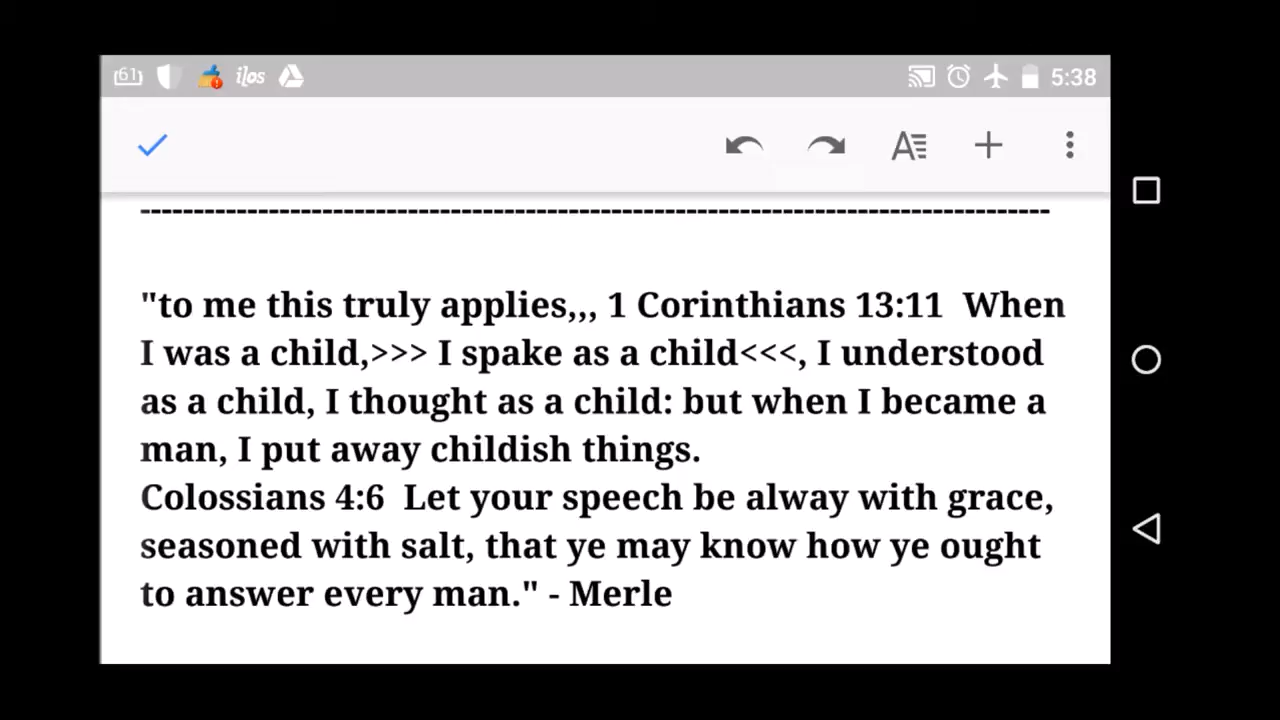 61 ilos 5:38
--------------------------------------------------------------------------------
"to me this truly applies,,, 1 Corinthians 13:11  When
I was a child,>>> I spake as a child<<<, I understood
as a child, I thought as a child: but when I became a
man, I put away childish things.
Colossians 4:6  Let your speech be alway with grace,
seasoned with salt, that ye may know how ye ought
to answer every man." - Merle